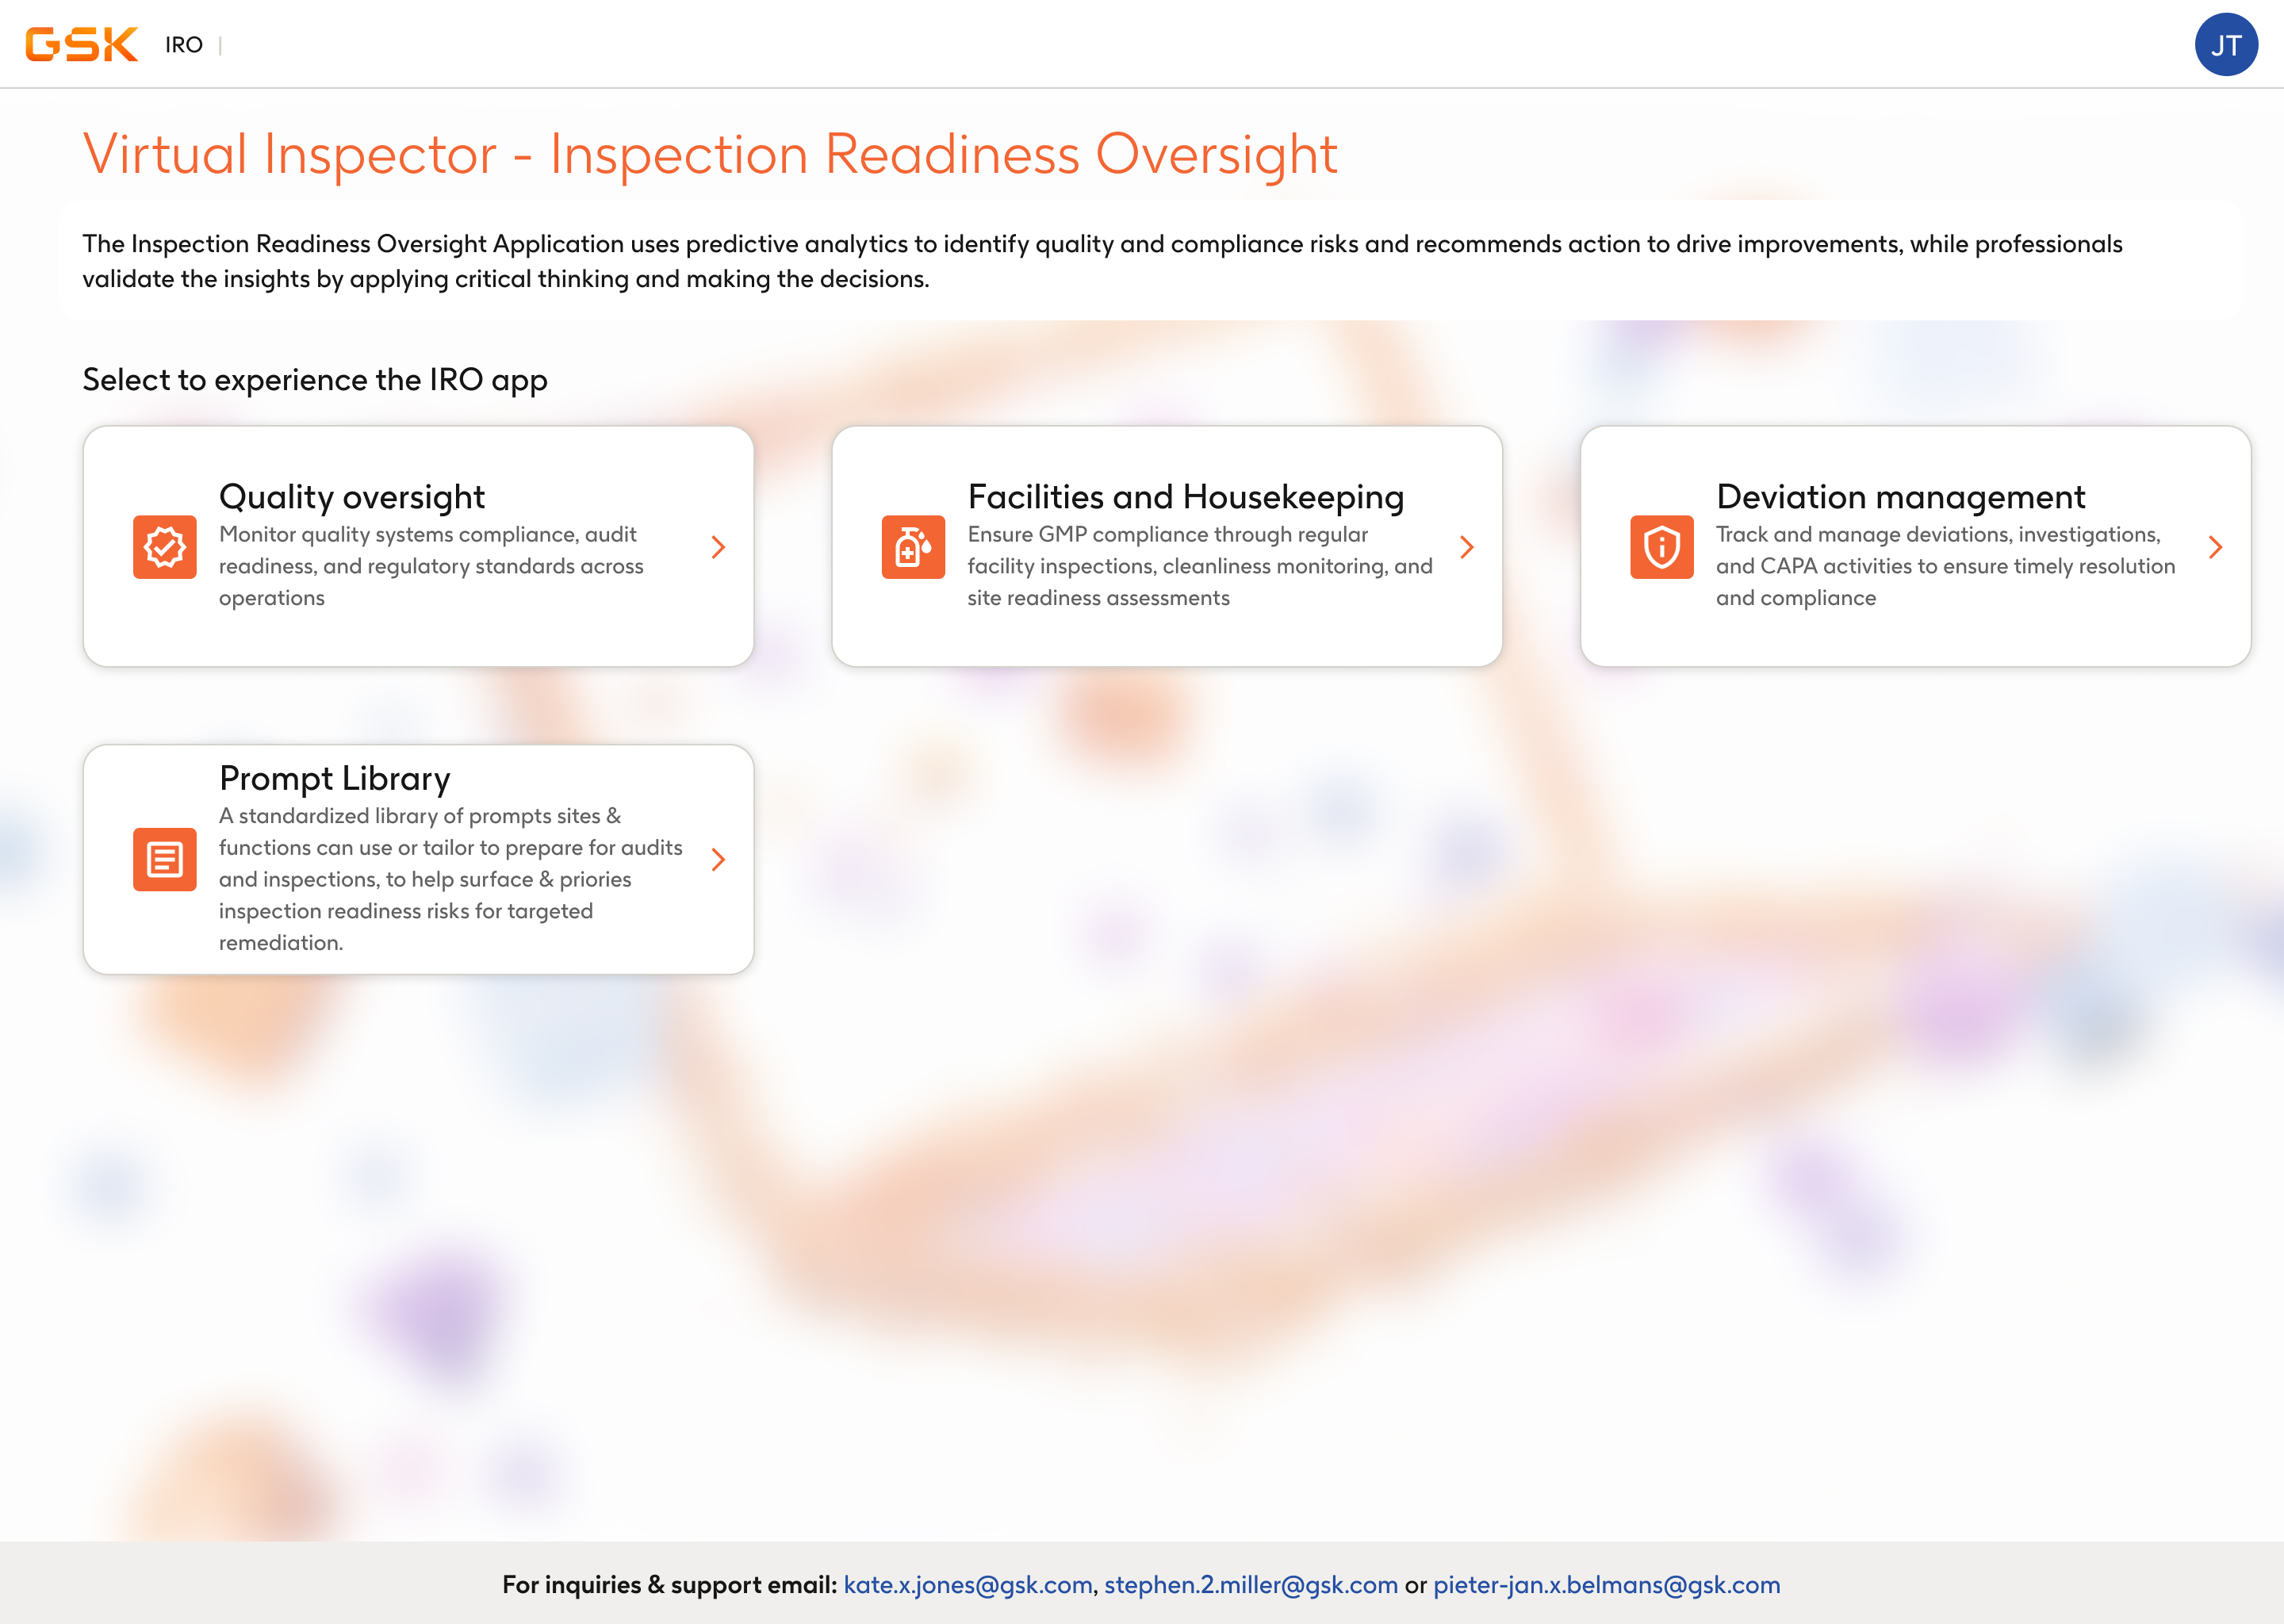 GSK IRO |
JT
Virtual Inspector - Inspection Readiness Oversight
The Inspection Readiness Oversight Application uses predictive analytics to identify quality and compliance risks and recommends action to drive improvements, while professionals
validate the insights by applying critical thinking and making the decisions.
Select to experience the IRO app
Quality oversight
Monitor quality systems compliance, audit
readiness, and regulatory standards across
operations
Facilities and Housekeeping
Ensure GMP compliance through regular
facility inspections, cleanliness monitoring, and
site readiness assessments
Deviation management
Track and manage deviations, investigations,
and CAPA activities to ensure timely resolution
and compliance
Prompt Library
A standardized library of prompts sites &
functions can use or tailor to prepare for audits
and inspections, to help surface & priories
inspection readiness risks for targeted
remediation.
For inquiries & support email: kate.x.jones@gsk.com, stephen.2.miller@gsk.com or pieter-jan.x.belmans@gsk.com